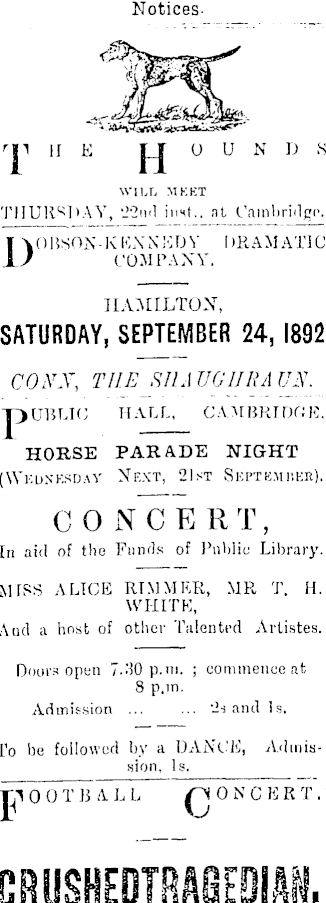 Notices.
THE HOUNDS
WILL MEET
THURSDAY, 22nd inst., at Cambridge.
DOBSON-KENNEDY DRAMATIC
COMPANY.
HAMILTON,
SATURDAY, SEPTEMBER 24, 1892
CONN, THE SHAUGHRAUN.
PUBLIC HALL, CAMBRIDGE.
HORSE PARADE NIGHT
(WEDNESDAY NEXT, 21ST SEPTEMBER).
CONCERT,
In aid of the Funds of Public Library.
MISS ALICE RIMMER, MR T. H.
WHITE,
And a host of other Talented Artistes.
Doors open 7.30 p.m. ; commence at
8 p.m.
Admission ... ... 2s and 1s.
To be followed by a DANCE, Admis-
sion, 1s.
FOOTBALL CONCERT.
CRUSHED TRAGEDIAN.